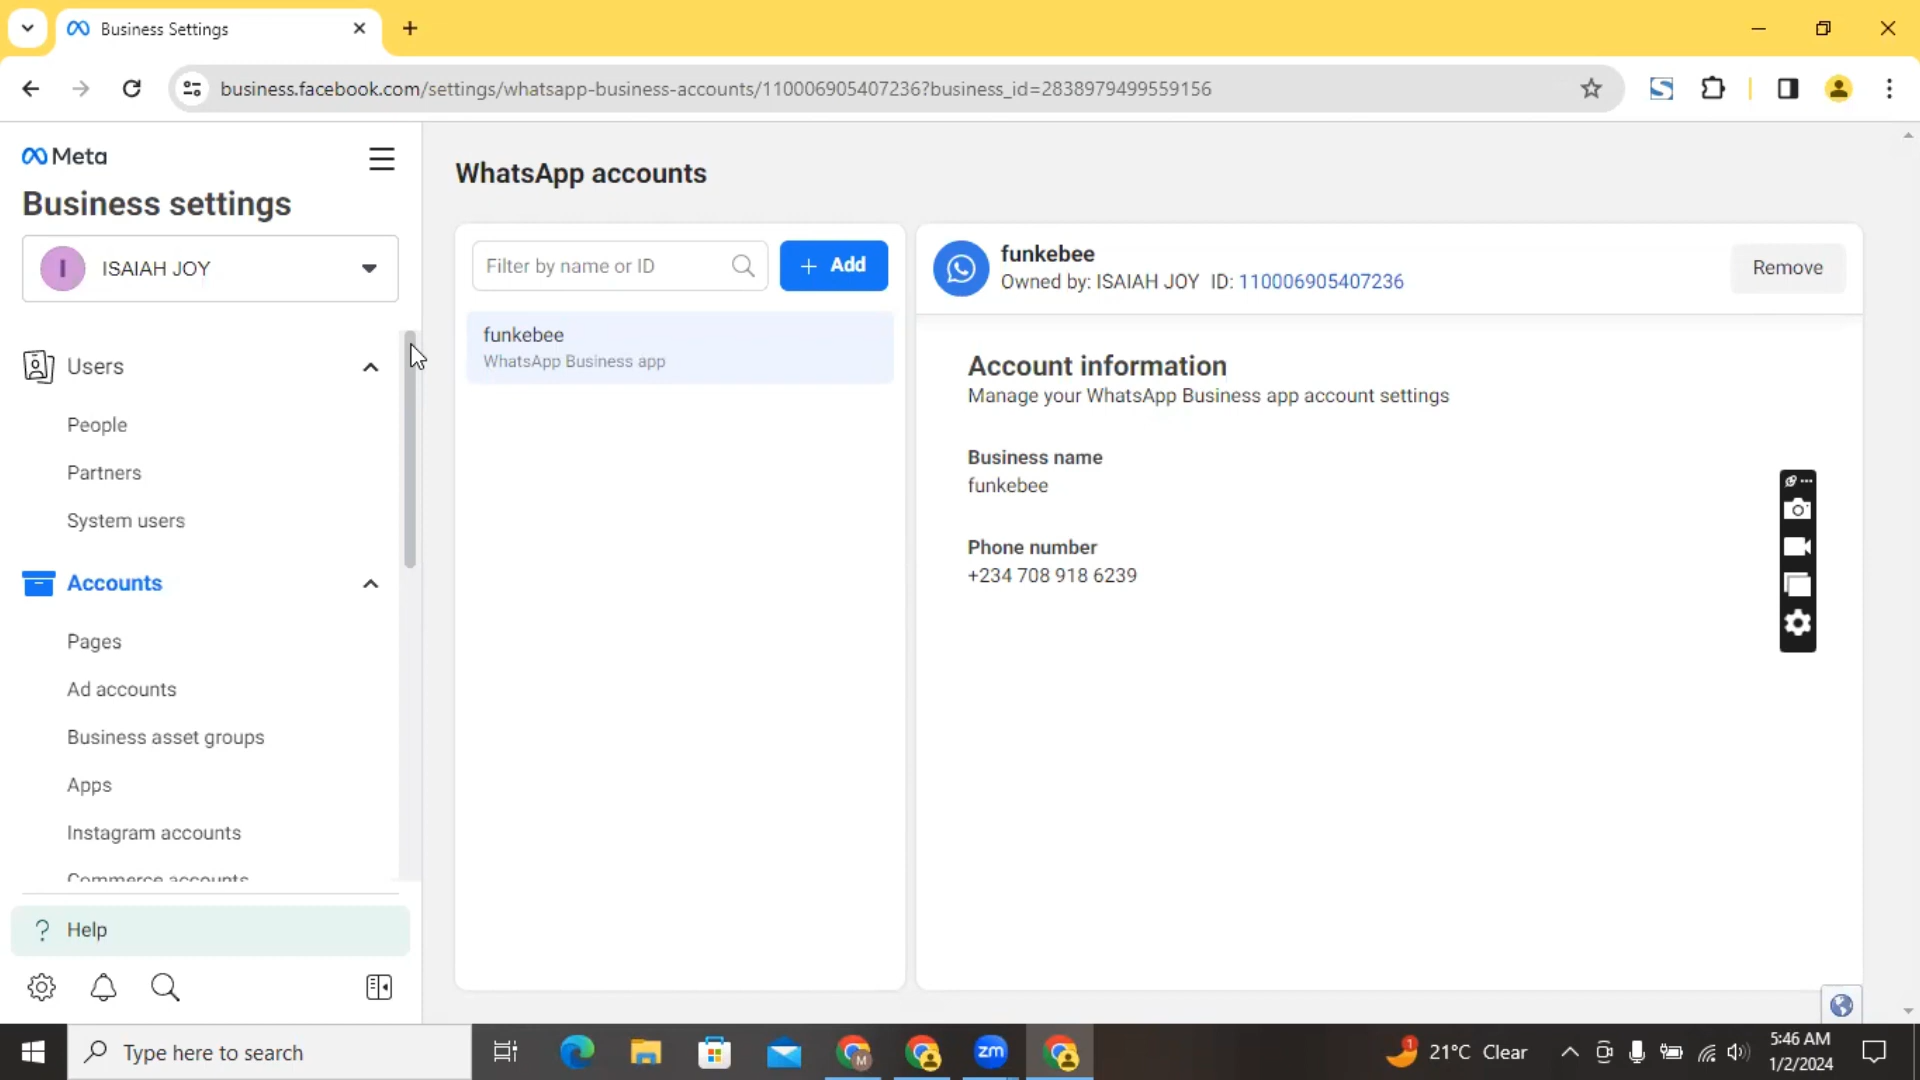 Business Settings
business.facebook.com/settings/whatsapp-business-accounts/110006905407236?business_id=2838979499559156
Meta
Business settings
I ISAIAH JOY
Users
People
Partners
System users
Accounts
Pages
Ad accounts
Business asset groups
Apps
Instagram accounts
Commerce accounts
? Help
WhatsApp accounts
Filter by name or ID
+ Add
funkebee
WhatsApp Business app
funkebee
Owned by: ISAIAH JOY ID: 110006905407236
Remove
Account information
Manage your WhatsApp Business app account settings
Business name
funkebee
Phone number
+234 708 918 6239
Type here to search
M
zm
1
21°C Clear
5:46 AM
1/2/2024